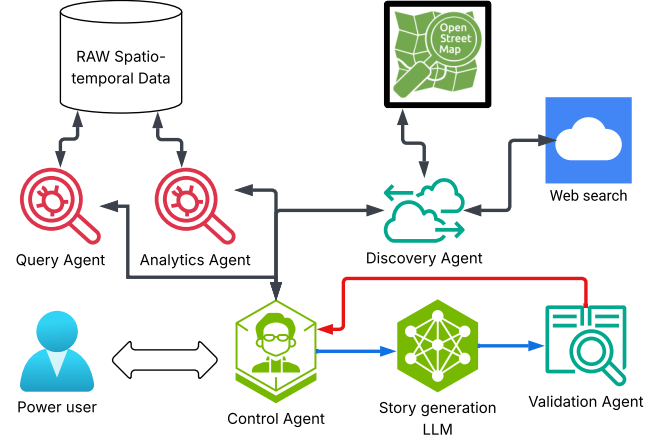 RAW Spatio-
temporal Data
Open
Street
Map
Web search
Query Agent
Analytics Agent
Discovery Agent
Power user
Control Agent
Story generation
LLM
Validation Agent